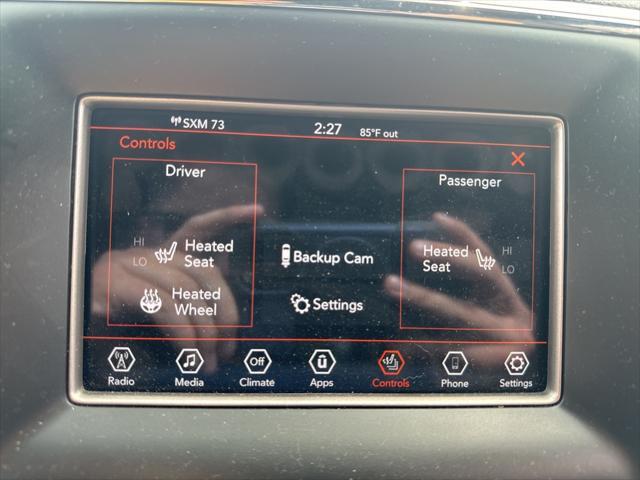 SXM 73 2:27 85°F out
Controls
Driver
HI
LO
Heated
Seat
Heated
Wheel
Backup Cam
Settings
Passenger
Heated
Seat
HI
LO
Radio
Media
Off
Climate
Apps
Controls
Phone
Settings